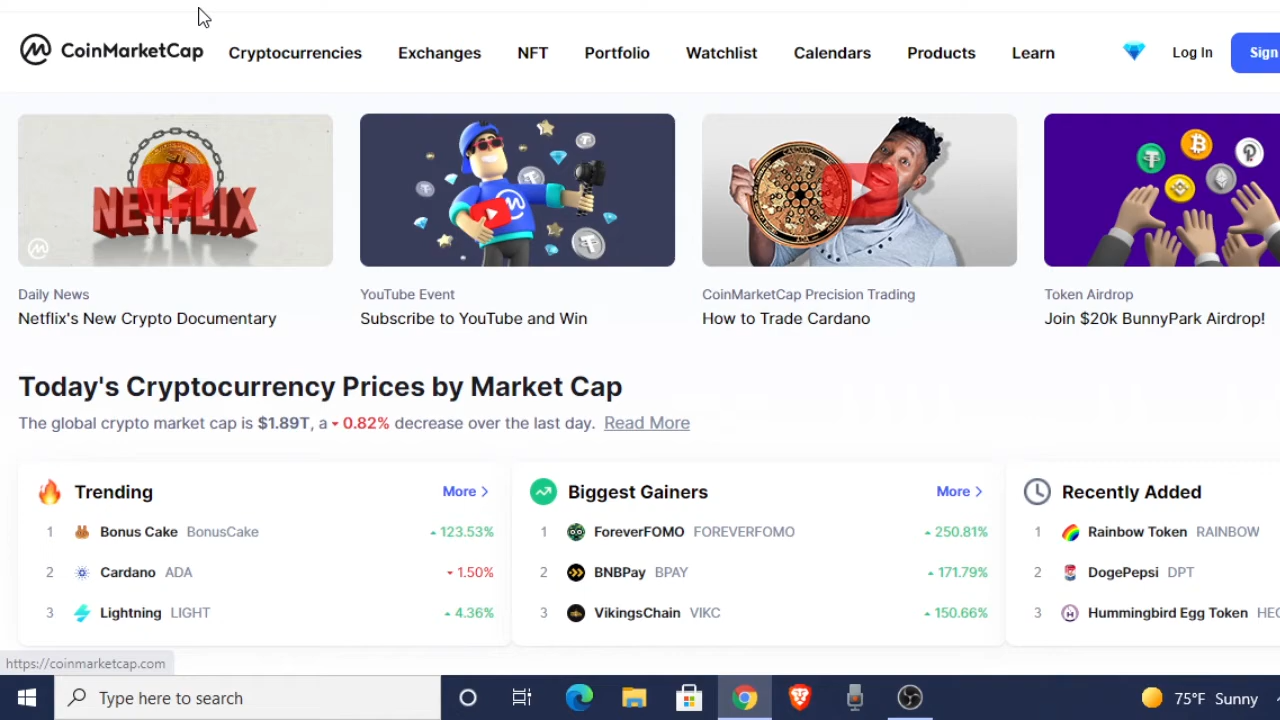 CoinMarketCap Cryptocurrencies Exchanges NFT Portfolio Watchlist Calendars Products Learn Log In Sign
NETFLIX
Daily News
Netflix's New Crypto Documentary
YouTube Event
Subscribe to YouTube and Win
CoinMarketCap Precision Trading
How to Trade Cardano
Token Airdrop
Join $20k BunnyPark Airdrop!
Today's Cryptocurrency Prices by Market Cap
The global crypto market cap is $1.89T, a 0.82% decrease over the last day. Read More
Trending More
1 Bonus Cake BonusCake 123.53%
2 Cardano ADA 1.50%
3 Lightning LIGHT 4.36%
Biggest Gainers More
1 ForeverFOMO FOREVERFOMO 250.81%
2 BNBPay BPAY 171.79%
3 VikingsChain VIKC 150.66%
Recently Added
1 Rainbow Token RAINBOW
2 DogePepsi DPT
3 Hummingbird Egg Token
https://coinmarketcap.com
Type here to search
75°F Sunny